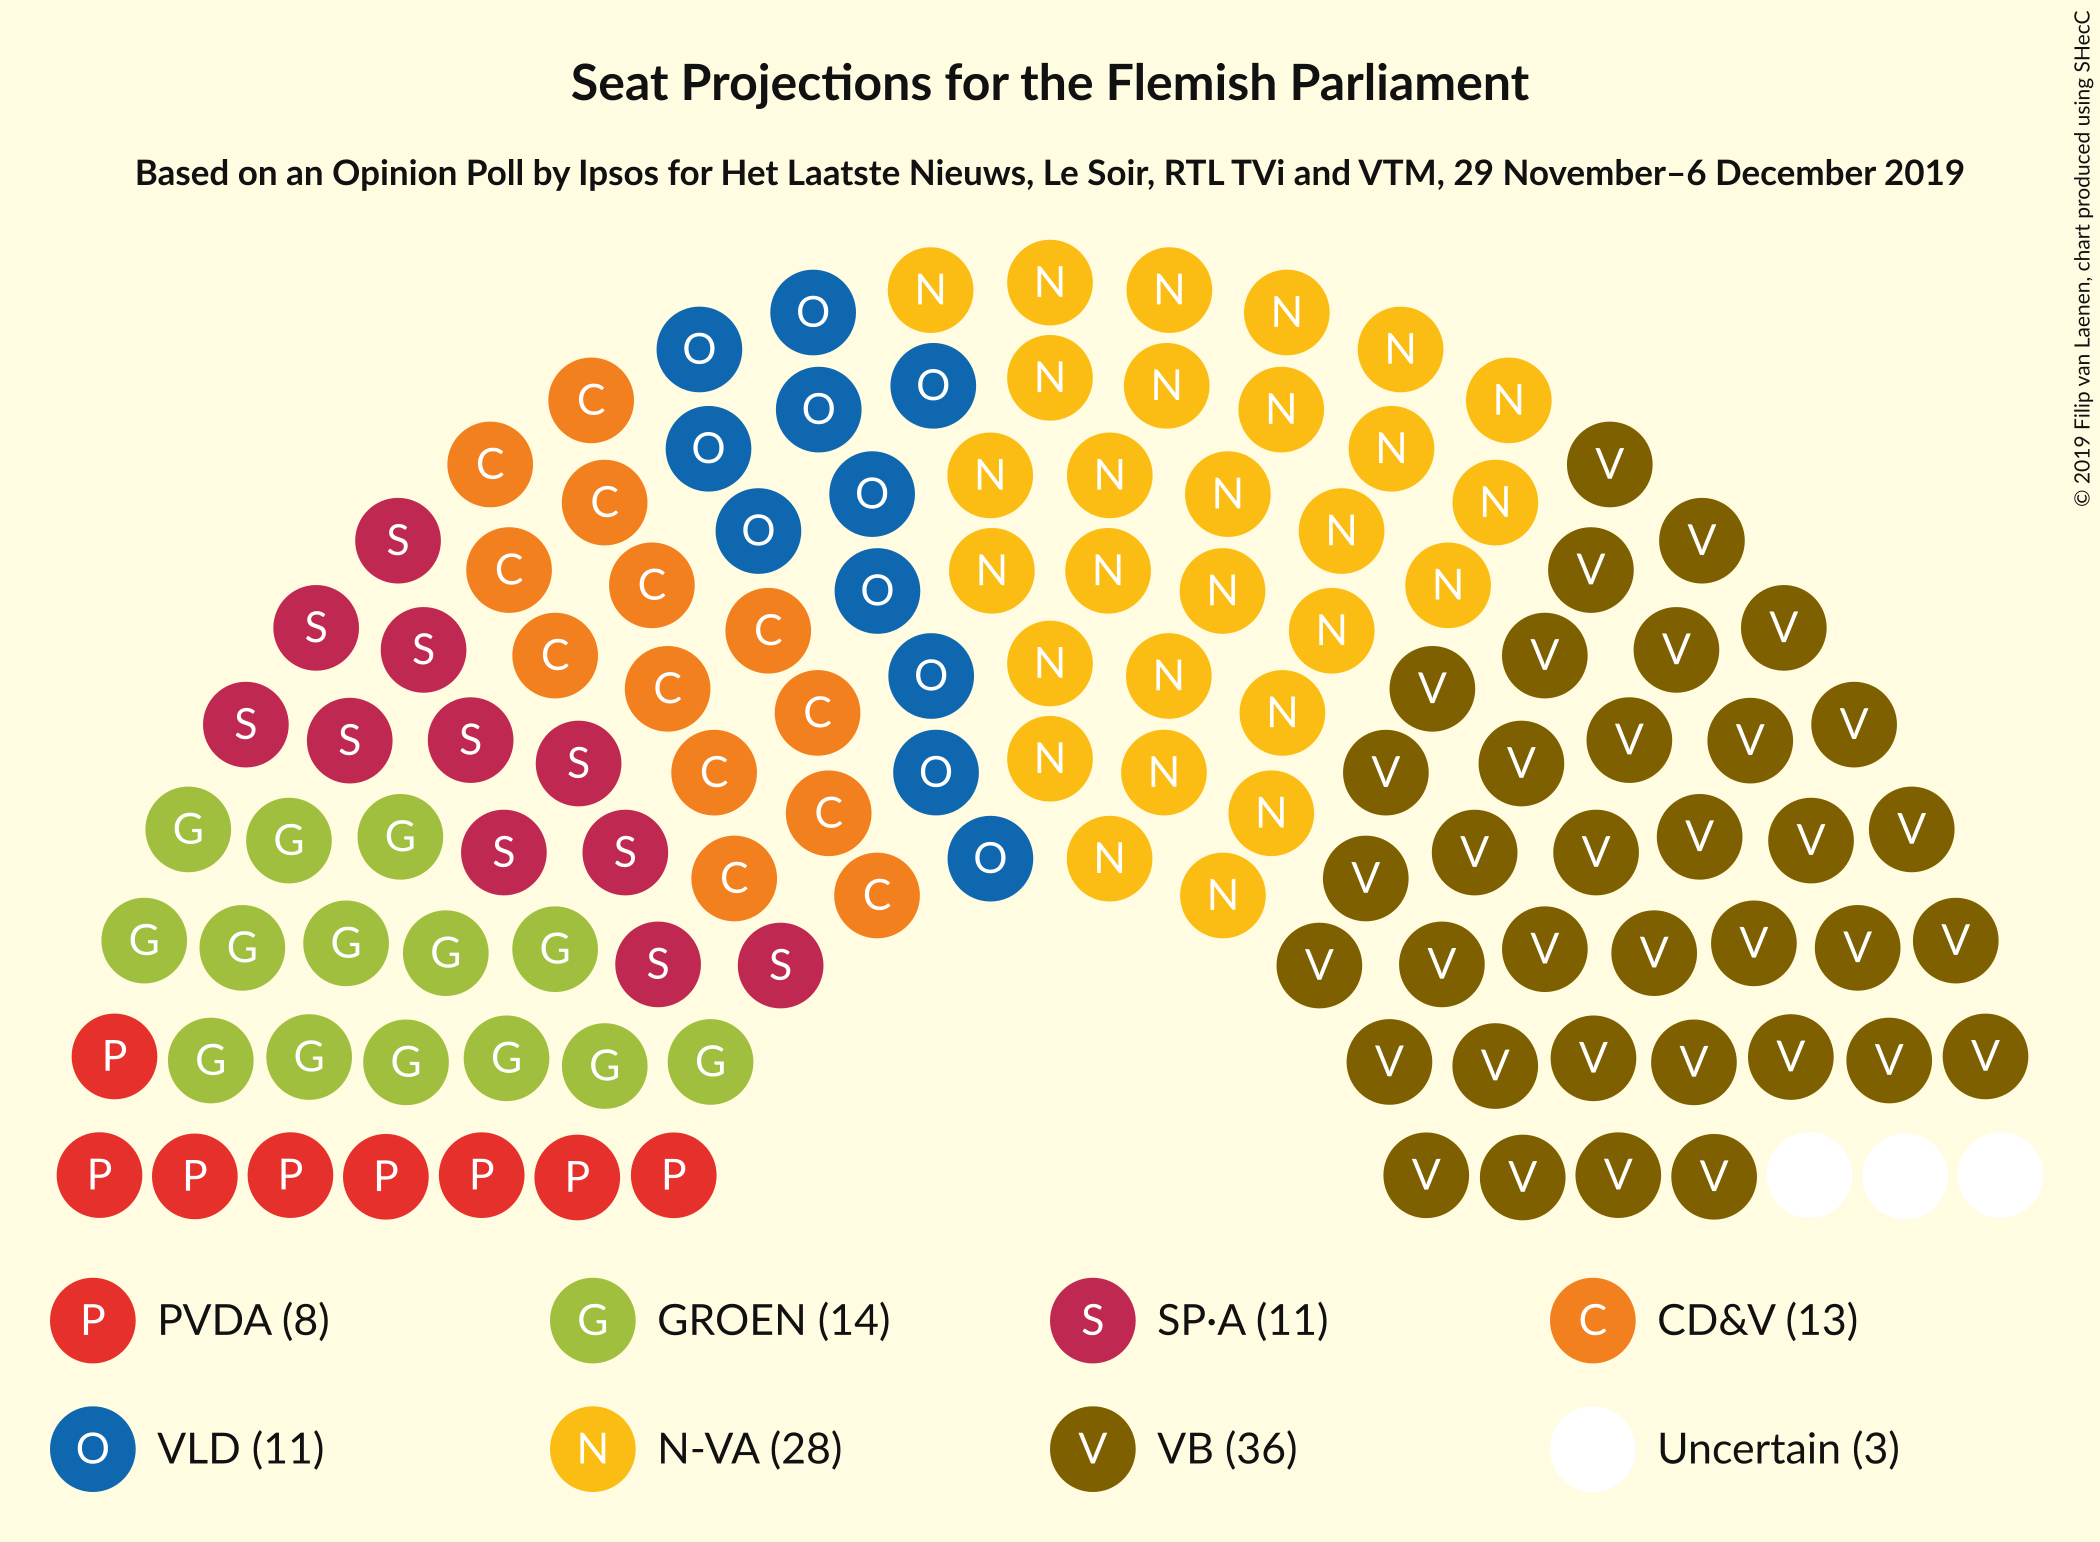 © 2019 Filip van Laenen, chart produced using SHecC
Seat Projections for the Flemish Parliament
Based on an Opinion Poll by Ipsos for Het Laatste Nieuws, Le Soir, RTL TVi and VTM, 29 November–6 December 2019
O N N N N
O N
C O O N N N N
C C O O N N N N N V
S C C O O N N N N N V V
S S C C C O N N N V V V V
S S S S C C O N N N V V V V V
G G G S S C C C O N N N V V V V V V
G G G G G S S V V V V V V V
P G G G G G G V V V V V V V
P P P P P P P V V V V
P PVDA (8)
G GROEN (14)
S SP·A (11)
C CD&V (13)
O VLD (11)
N N-VA (28)
V VB (36)
Uncertain (3)